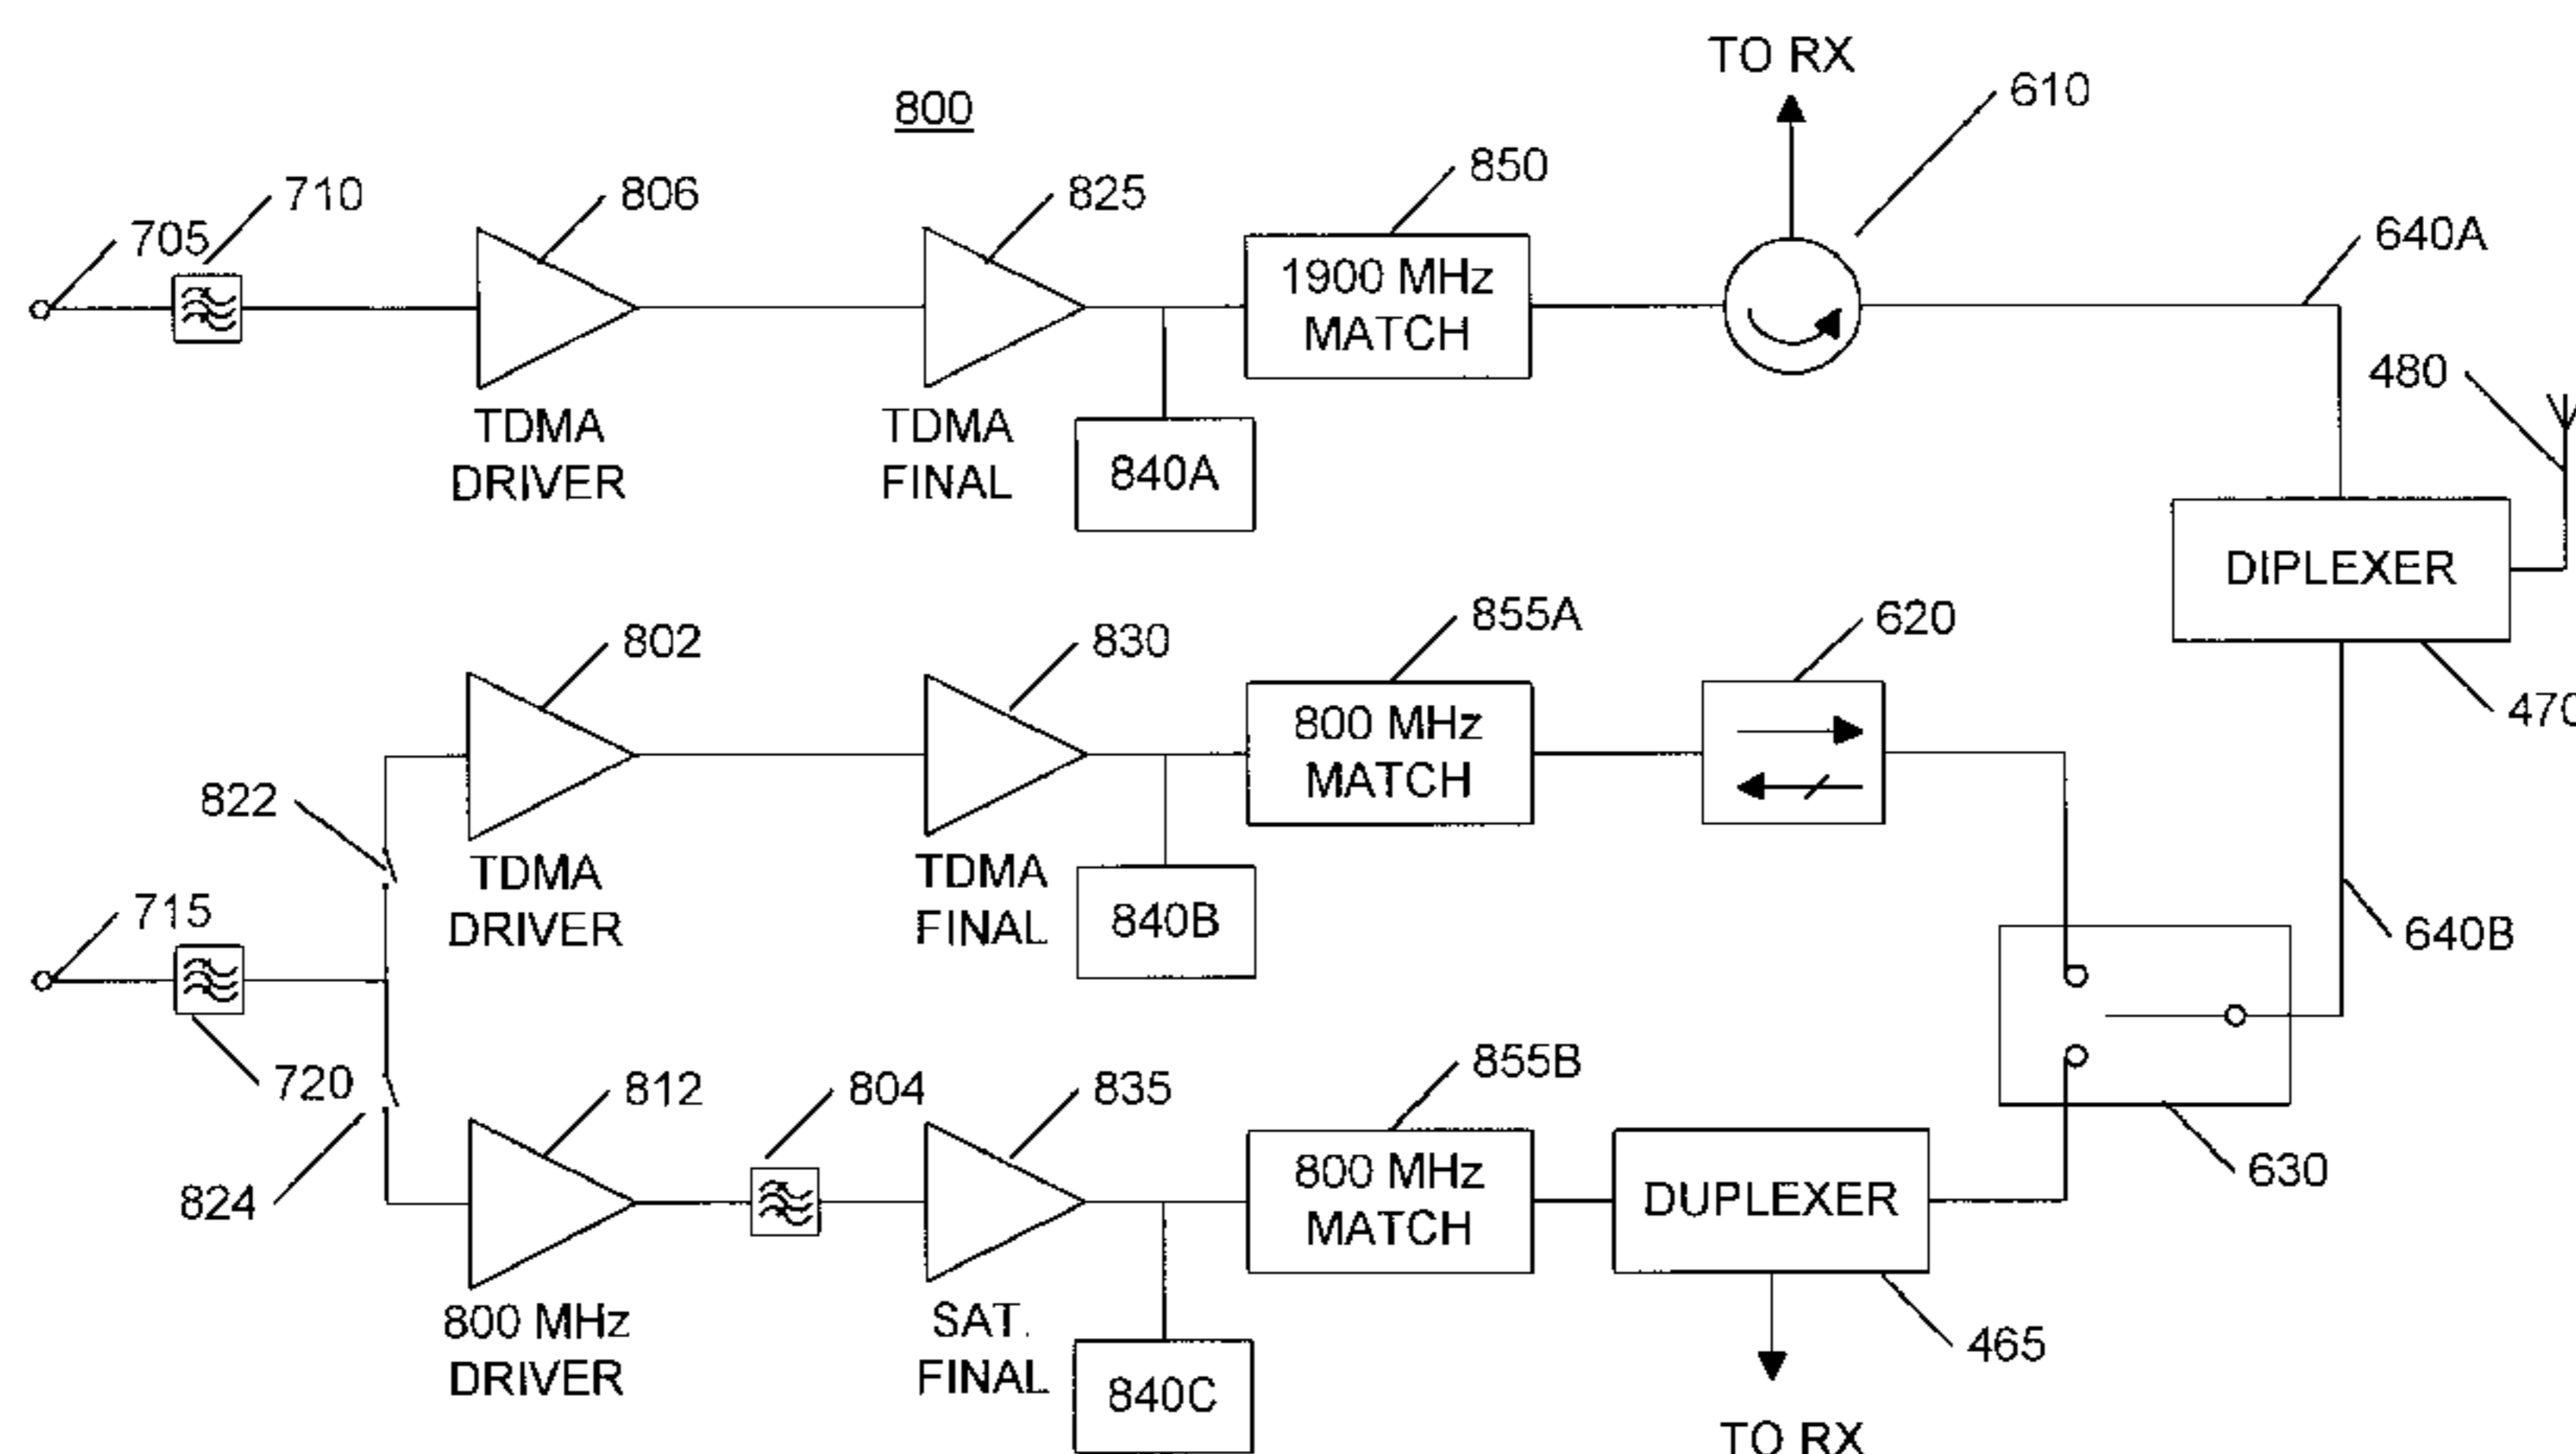 TO RX
610
800
850
710
806
825
705
640A
1900 MHz
MATCH
480
TDMA
DRIVER
TDMA
FINAL
840A
DIPLEXER
855A
620
802
830
470
800 MHz
MATCH
822
TDMA
DRIVER
TDMA
FINAL
715
840B
640B
855B
720
812
804
835
630
824
800 MHz
MATCH
DUPLEXER
800 MHz
DRIVER
SAT.
FINAL
465
840C
TO RX